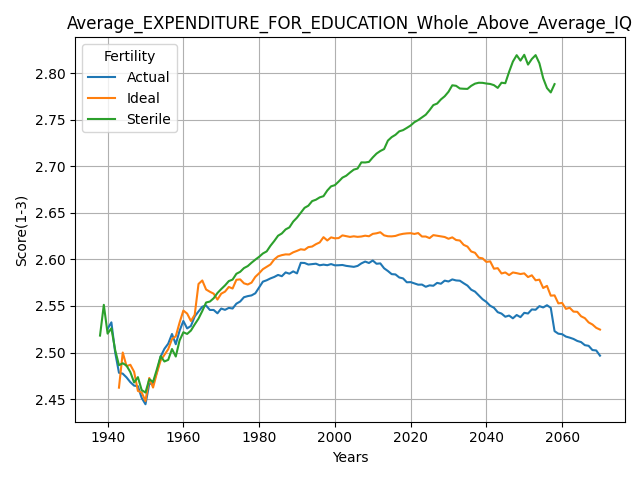 Average_EXPENDITURE_FOR_EDUCATION_Whole_Above_Average_IQ
Fertility
Actual
Ideal
Sterile
2.80
2.75
2.70
2.65
2.60
2.55
2.50
2.45
Score(1-3)
1940 1960 1980 2000 2020 2040 2060
Years